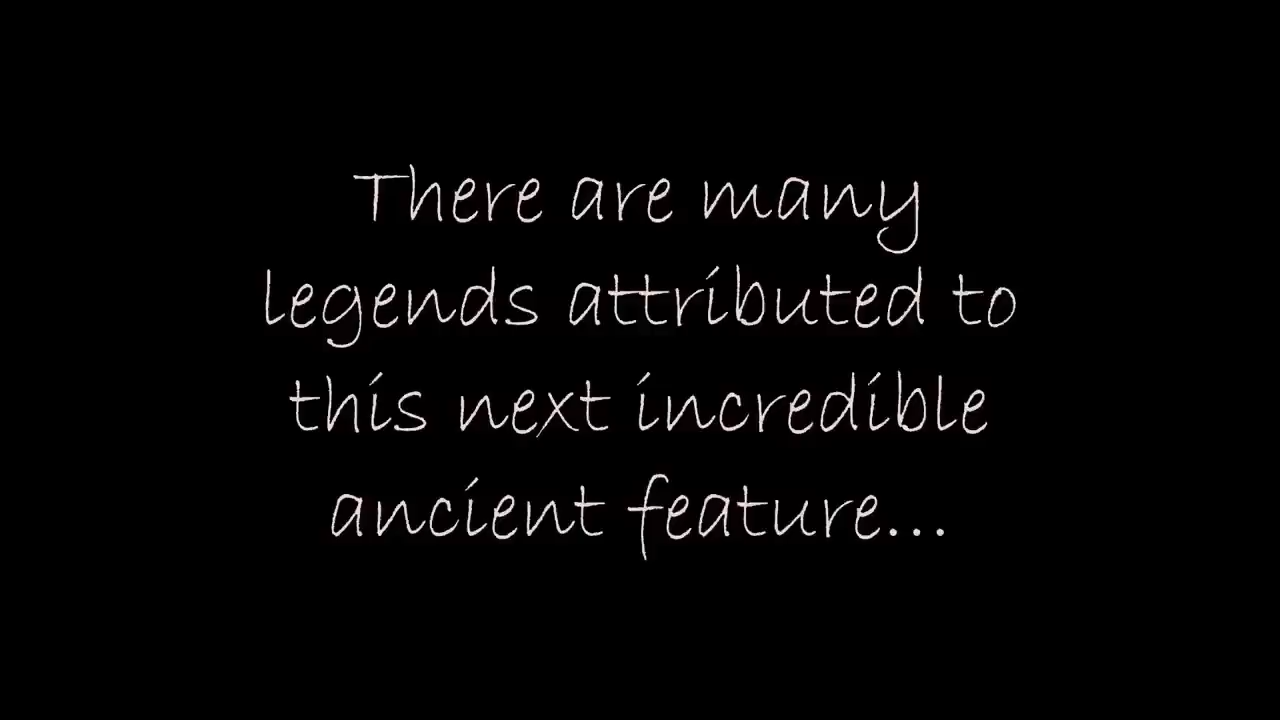 There are many
legends attributed to
this next incredible
ancient feature...